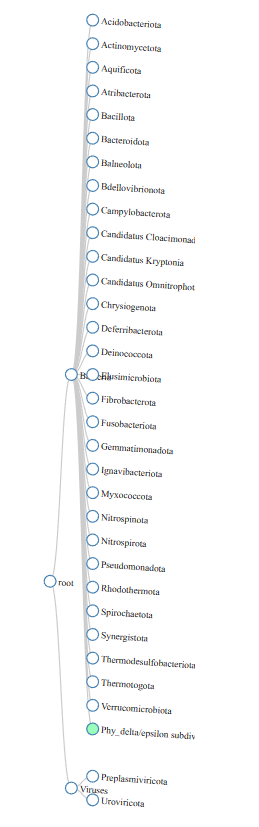 Acidobacteriota
Actinomycetota
Aquificota
Atribacterota
Bacillota
Bacteroidota
Balneolota
Bdellovibrionota
Campylobacterota
Candidatus Cloacimonad
Candidatus Kryptonia
Candidatus Omnitrophot
Chrysiogenota
Deferribacterota
Deinococcota
Elusimicrobiota
Fibrobacterota
Fusobacteriota
Gemmatimonadota
Ignavibacteriota
Myxococcota
Nitrospinota
Nitrospirota
Pseudomonadota
root
Rhodothermota
Spirochaetota
Synergistota
Thermodesulfobacteriota
Thermotogota
Verrucomicrobiota
Phy_delta/epsilon subdiv
Preplasmiviricota
Viruses
Uroviricota